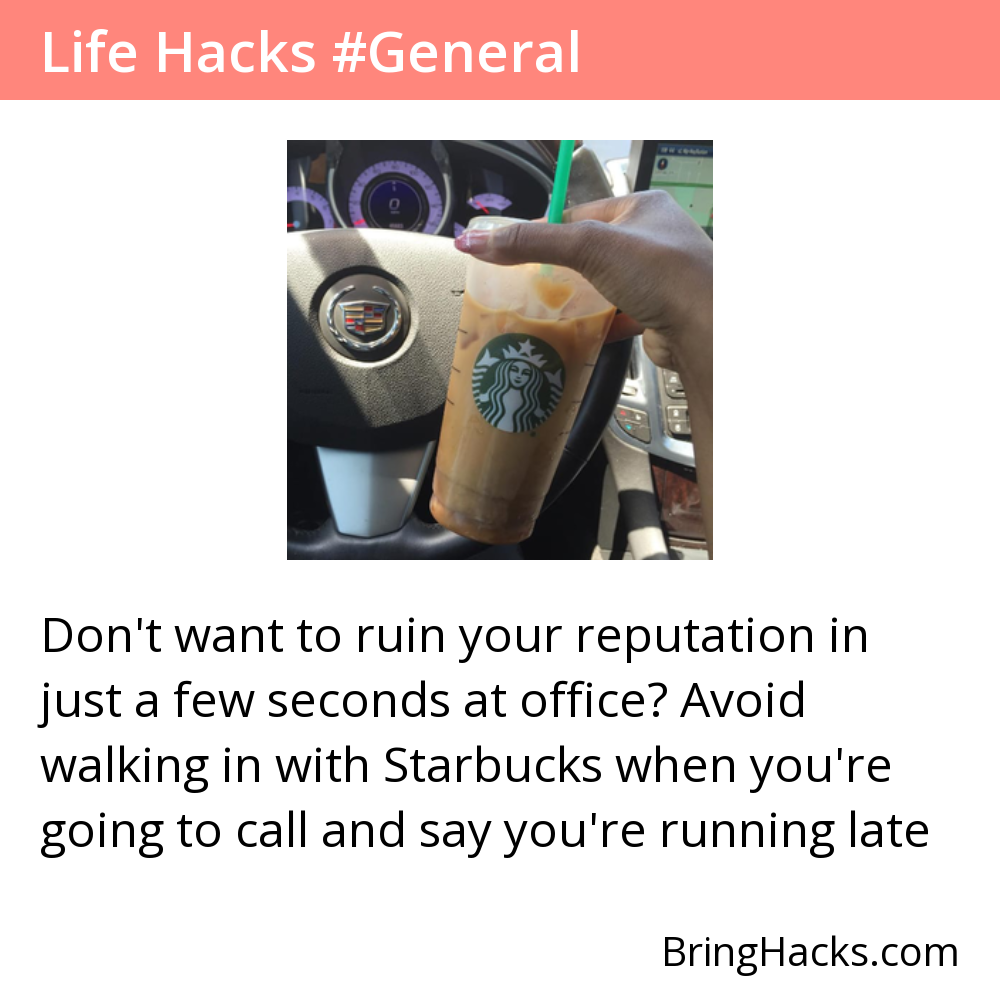 Life Hacks #General
Don't want to ruin your reputation in
just a few seconds at office? Avoid
walking in with Starbucks when you're
going to call and say you're running late
BringHacks.com